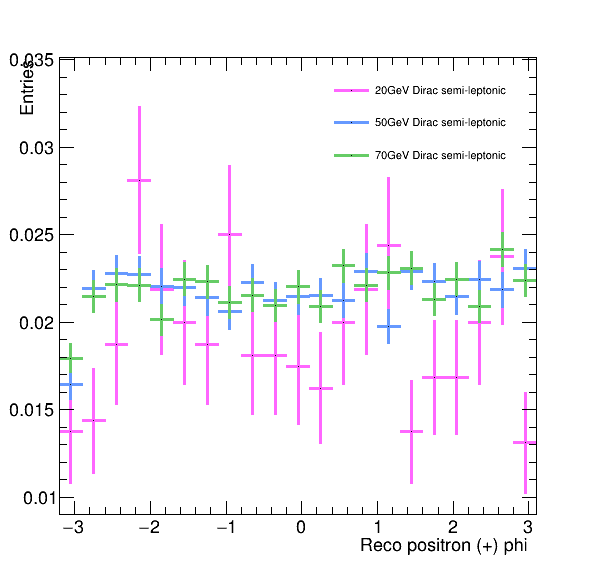 0.035
Entries
20GeV Dirac semi-leptonic
50GeV Dirac semi-leptonic
70GeV Dirac semi-leptonic
0.03
0.025
0.02
0.015
0.01
−3 −2 −1 0 1 2 3
Reco positron (+) phi